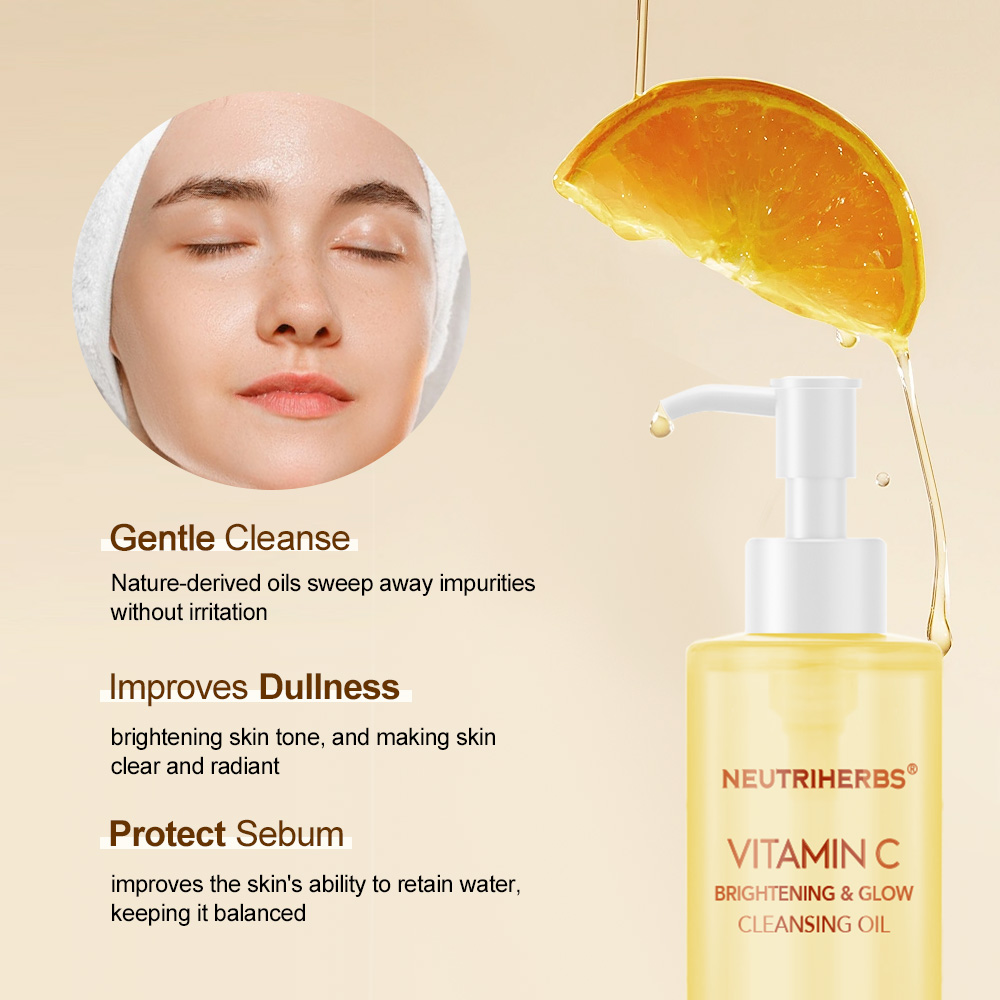 Gentle Cleanse
Nature-derived oils sweep away impurities
without irritation
Improves Dullness
brightening skin tone, and making skin
clear and radiant
Protect Sebum
improves the skin's ability to retain water,
keeping it balanced
NEUTRIHERBS®
VITAMIN C
BRIGHTENING & GLOW
CLEANSING OIL